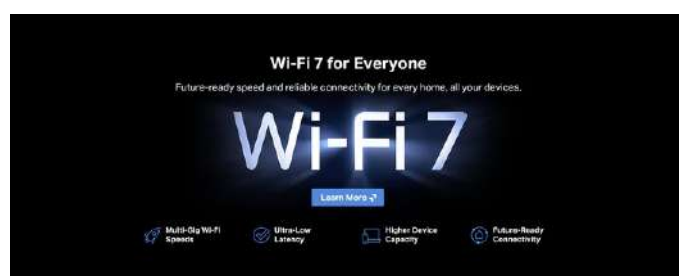 Wi-Fi 7 for Everyone
Future-ready speed and reliable connectivity for every home, all your devices.
Wi-Fi 7
Learn More
Multi-Gig Wi-Fi
Speeds
Ultra-Low
Latency
Higher Device
Capacity
Future-Ready
Connectivity